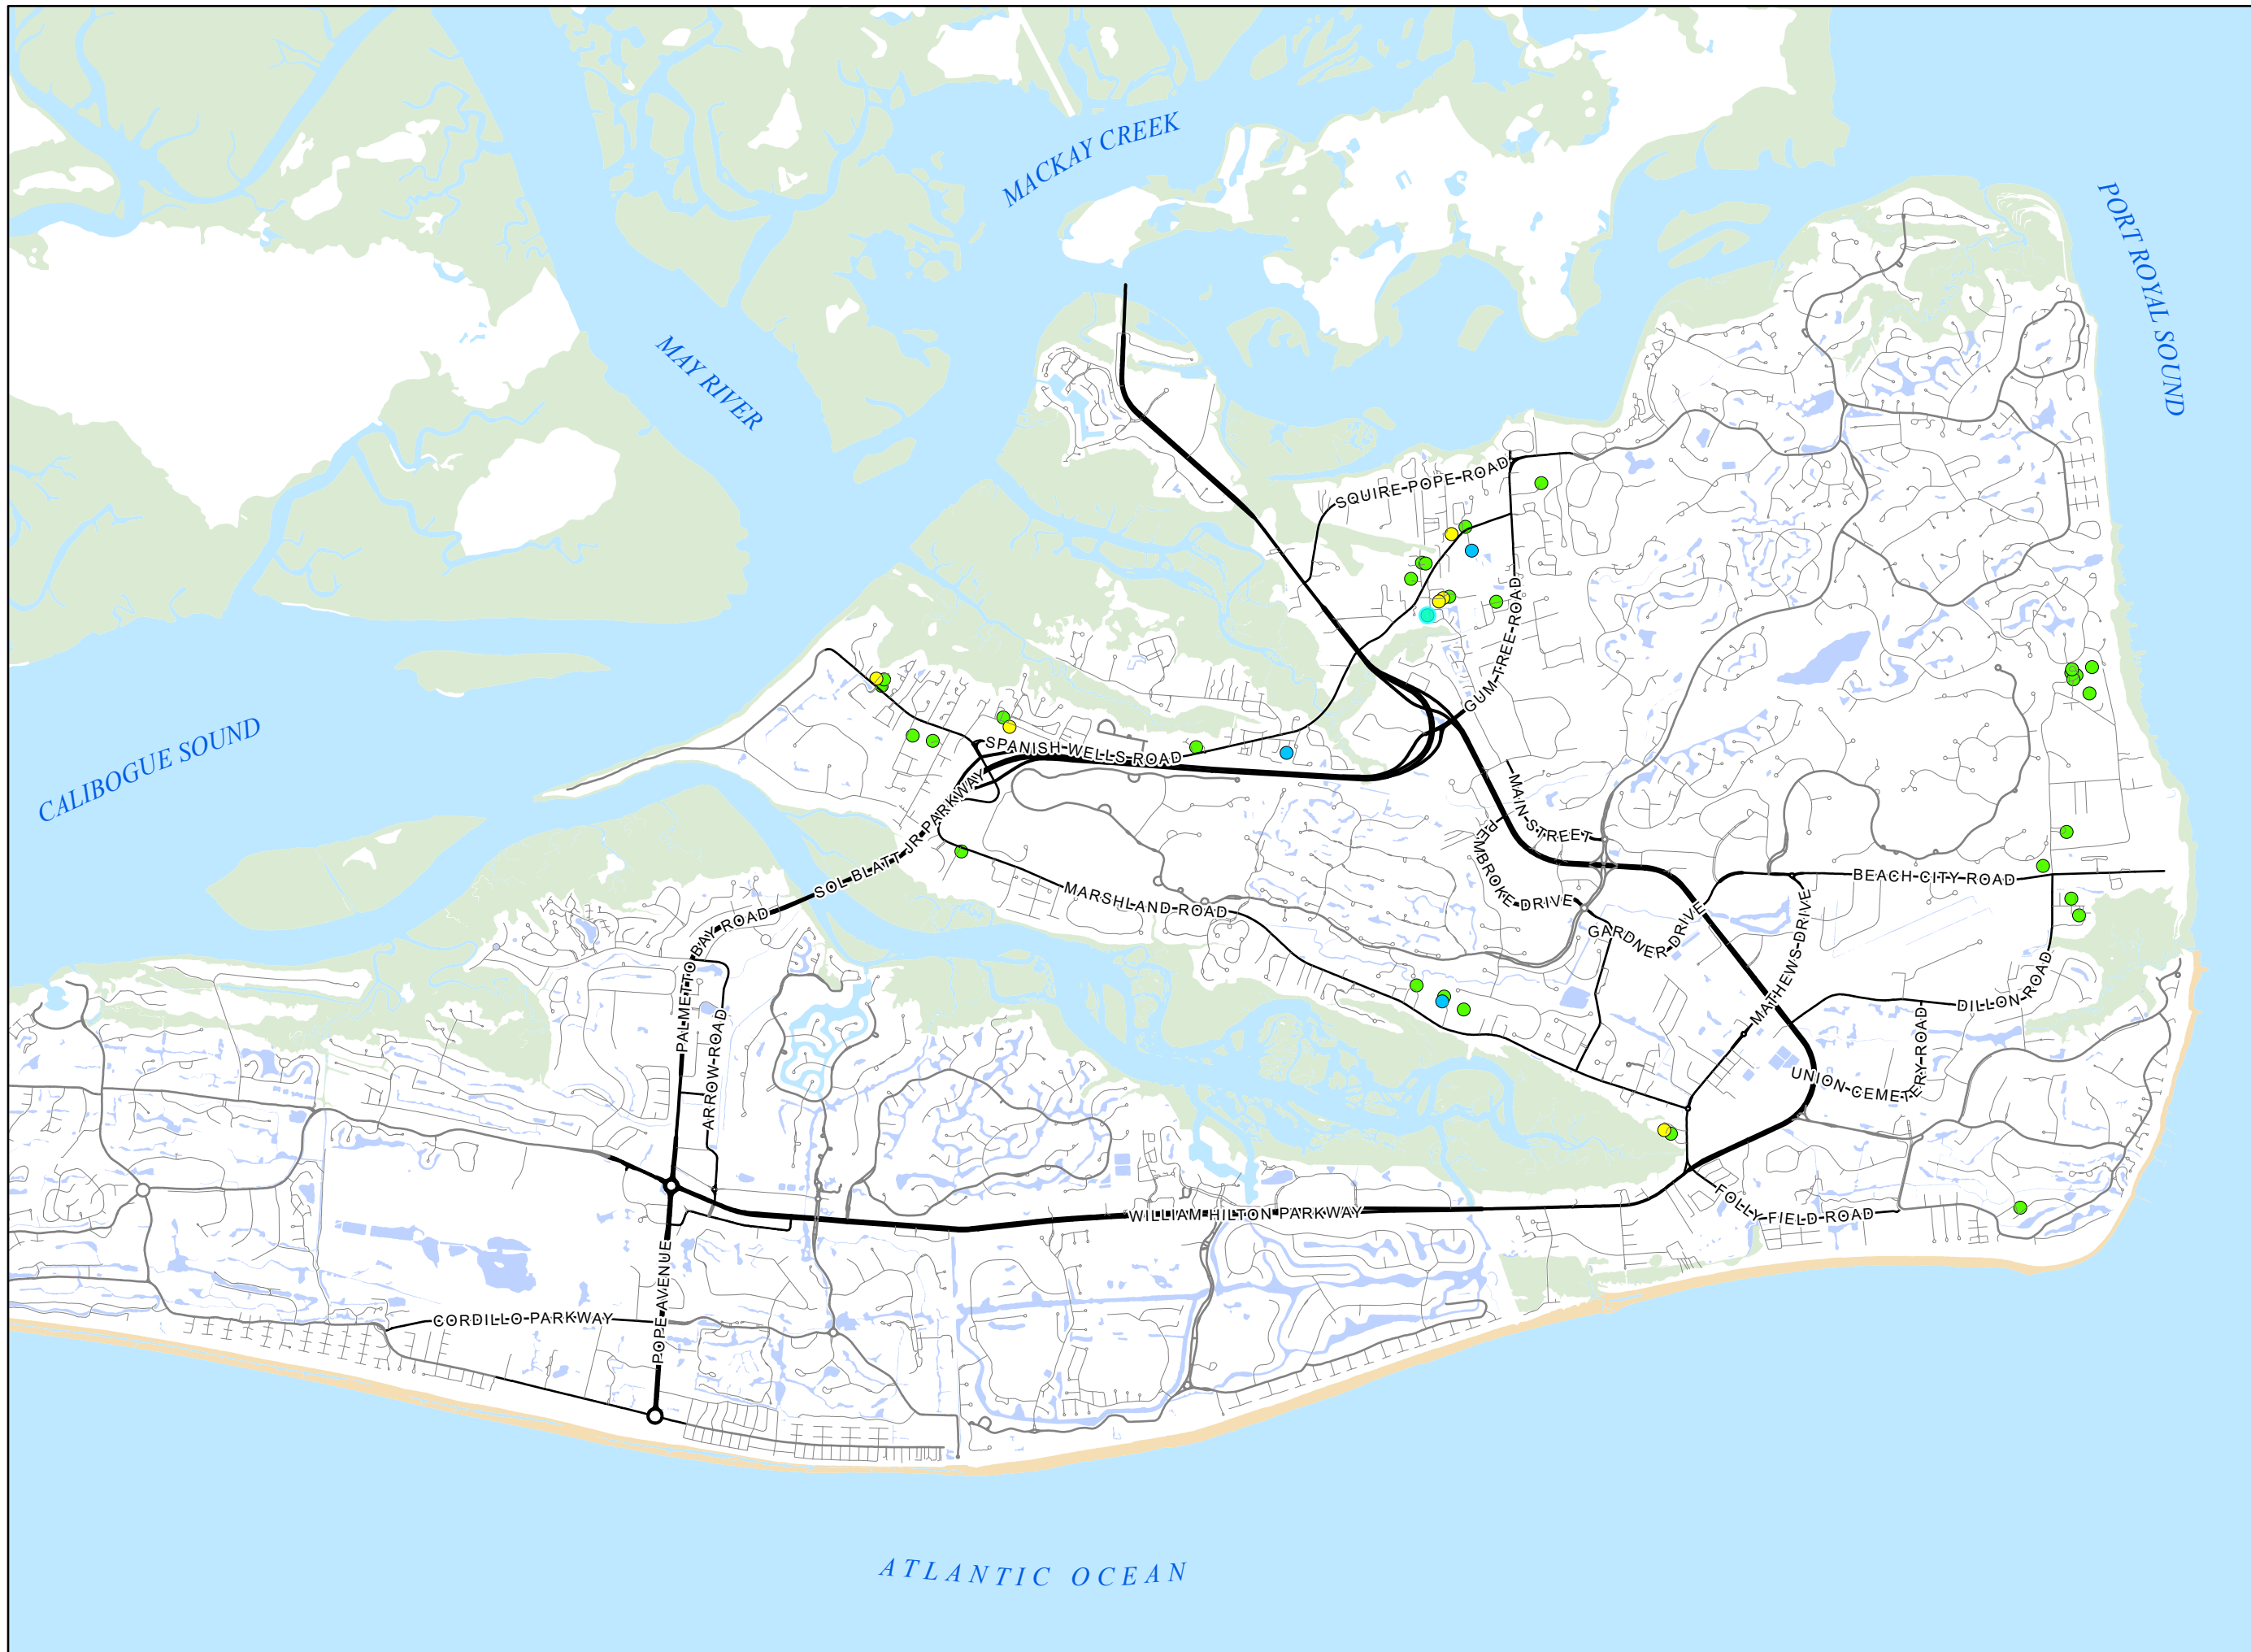 MACKAY CREEK
PORT ROYAL SOUND
MAY RIVER
SQUIRE POPE ROAD
GUM TREE ROAD
CALIBOGUE SOUND
SPANISH WELLS ROAD
SOL BLATT JR PARKWAY
MAIN STREET
PEMBROKE DRIVE
BEACH CITY ROAD
MARSHLAND ROAD
GARDNER DRIVE
MATHEWS DRIVE
PALMETTO BAY ROAD
ARROW ROAD
DILLON ROAD
UNION CEMETERY ROAD
WILLIAM HILTON PARKWAY
FOLLY FIELD ROAD
POPE AVENUE
CORDILLO PARKWAY
ATLANTIC OCEAN